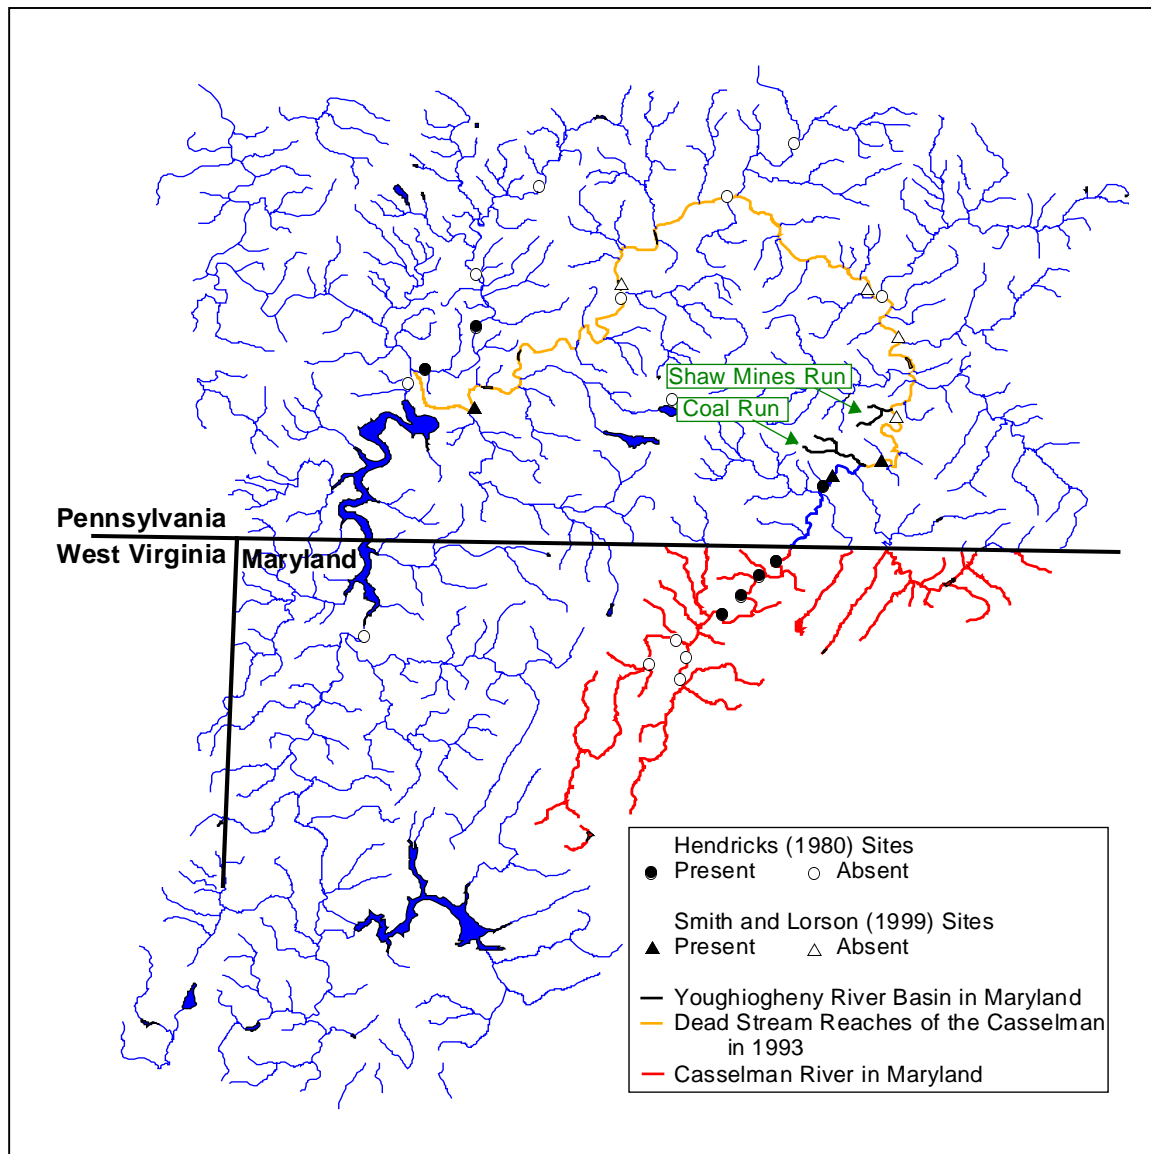 Shaw Mines Run
Coal Run
Pennsylvania
West Virginia
Maryland
Hendricks (1980) Sites
Present
Absent
Smith and Lorson (1999) Sites
Present
Absent
Youghiogheny River Basin in Maryland
Dead Stream Reaches of the Casselman
in 1993
Casselman River in Maryland